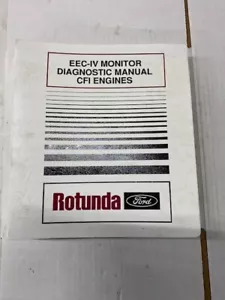 EEC-IV MONITOR
DIAGNOSTIC MANUAL
CFI ENGINES
Rotunda Ford